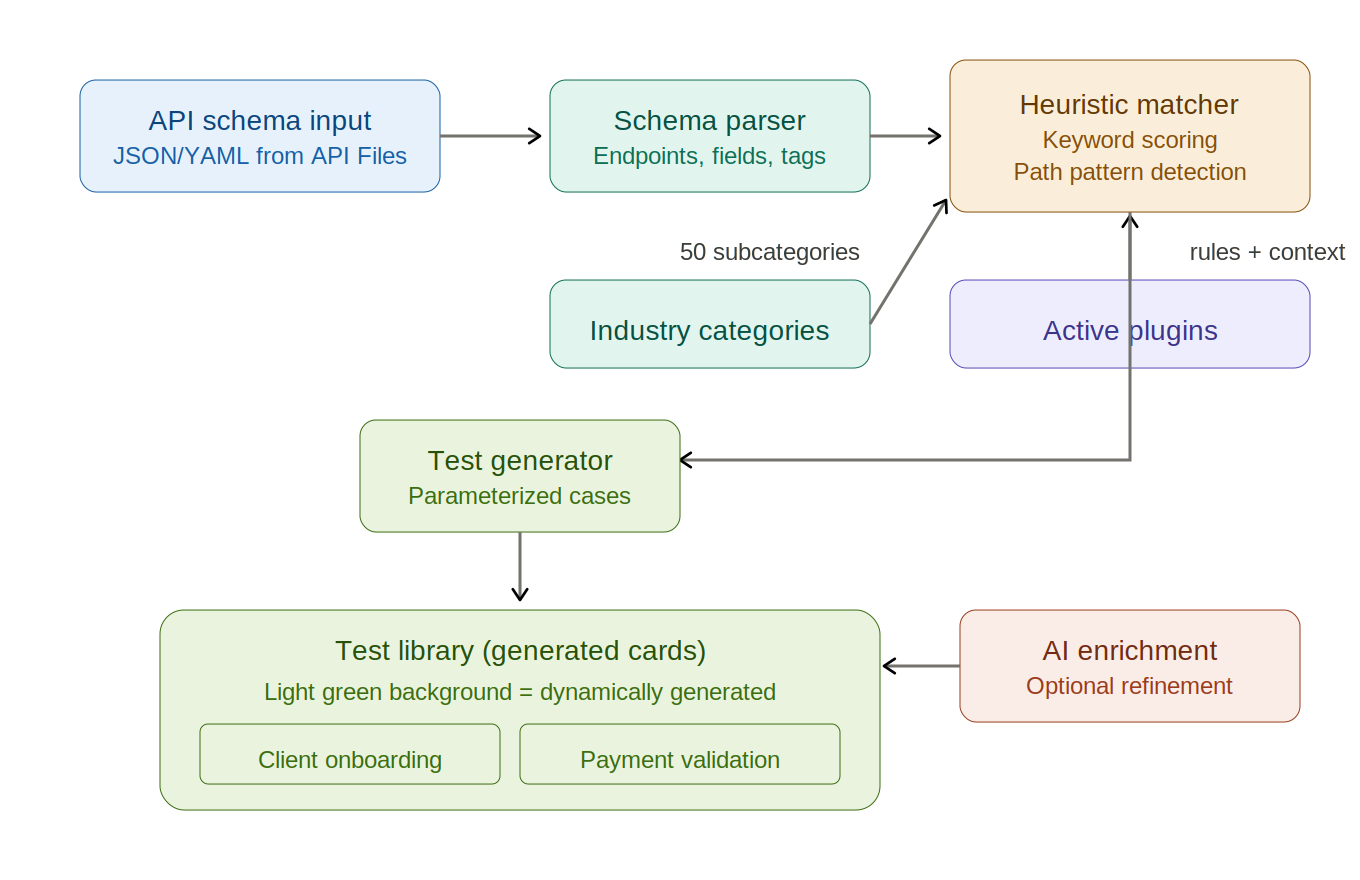 API schema input
JSON/YAML from API Files
Schema parser
Endpoints, fields, tags
Heuristic matcher
Keyword scoring
Path pattern detection
50 subcategories
rules + context
Industry categories
Active plugins
Test generator
Parameterized cases
Test library (generated cards)
Light green background = dynamically generated
Client onboarding
Payment validation
AI enrichment
Optional refinement